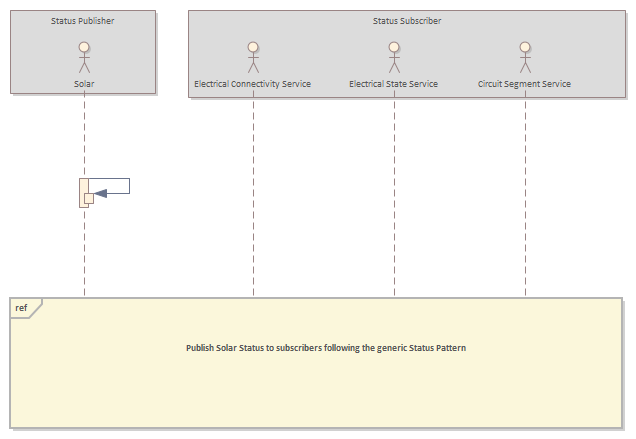 Status Publisher
Status Subscriber
Solar
Electrical Connectivity Service
Electrical State Service
Circuit Segment Service
ref
Publish Solar Status to subscribers following the generic Status Pattern